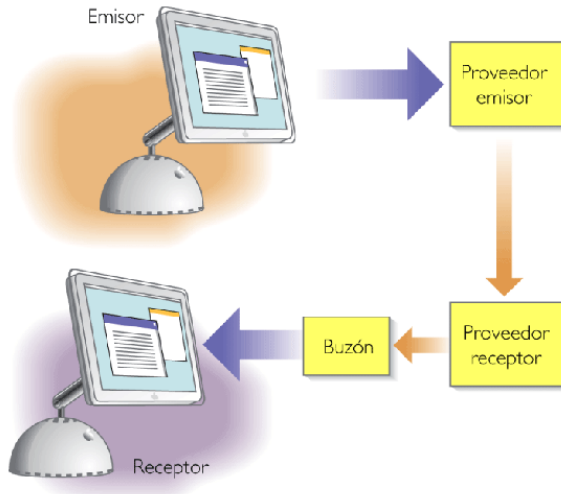 Emisor
Proveedor
emisor
Proveedor
receptor
Buzón
Receptor